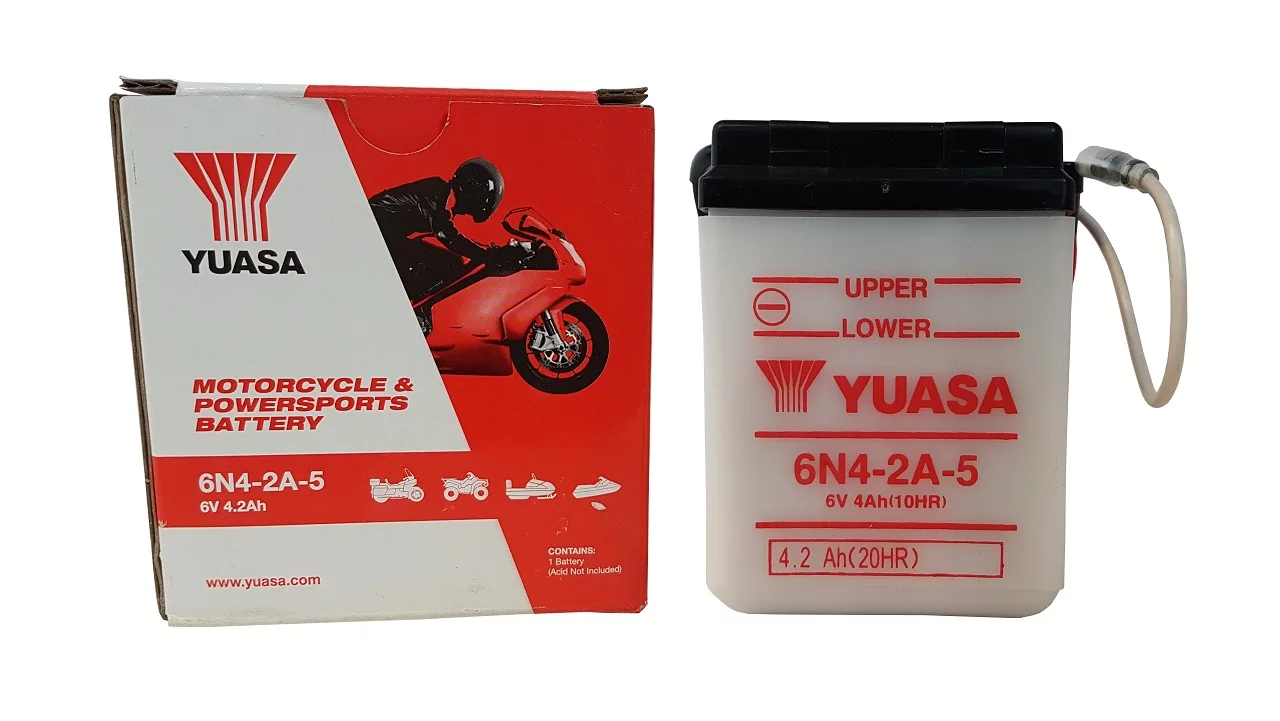 YUASA
MOTORCYCLE &
POWERSPORTS
BATTERY
6N4-2A-5
6V 4.2Ah
CONTAINS:
1 Battery
(Acid Not Included)
www.yuasa.com
UPPER
LOWER
YUASA
6N4-2A-5
6V 4Ah(10HR)
4.2 Ah(20HR)